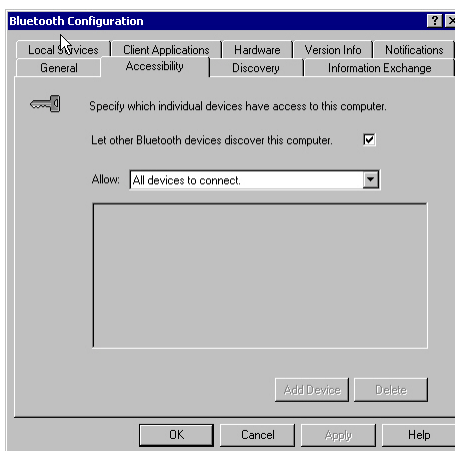 Bluetooth Configuration
Local Services Client Applications Hardware Version Info Notifications
General Accessibility Discovery Information Exchange
Specify which individual devices have access to this computer.
Let other Bluetooth devices discover this computer.
Allow: All devices to connect.
Add Device Delete
OK Cancel Apply Help